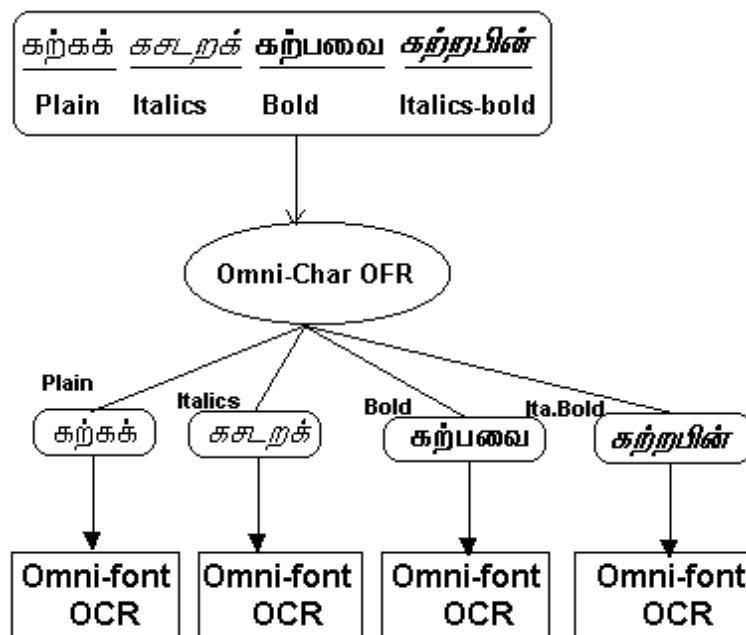 கற்கக் கசடறக் கற்பவை கற்றபின்
Plain Italics Bold Italics-bold
Omni-Char OFR
Plain Italics Bold Ita.Bold
கற்கக் கசடறக் கற்பவை கற்றபின்
Omni-font Omni-font Omni-font Omni-font
OCR OCR OCR OCR